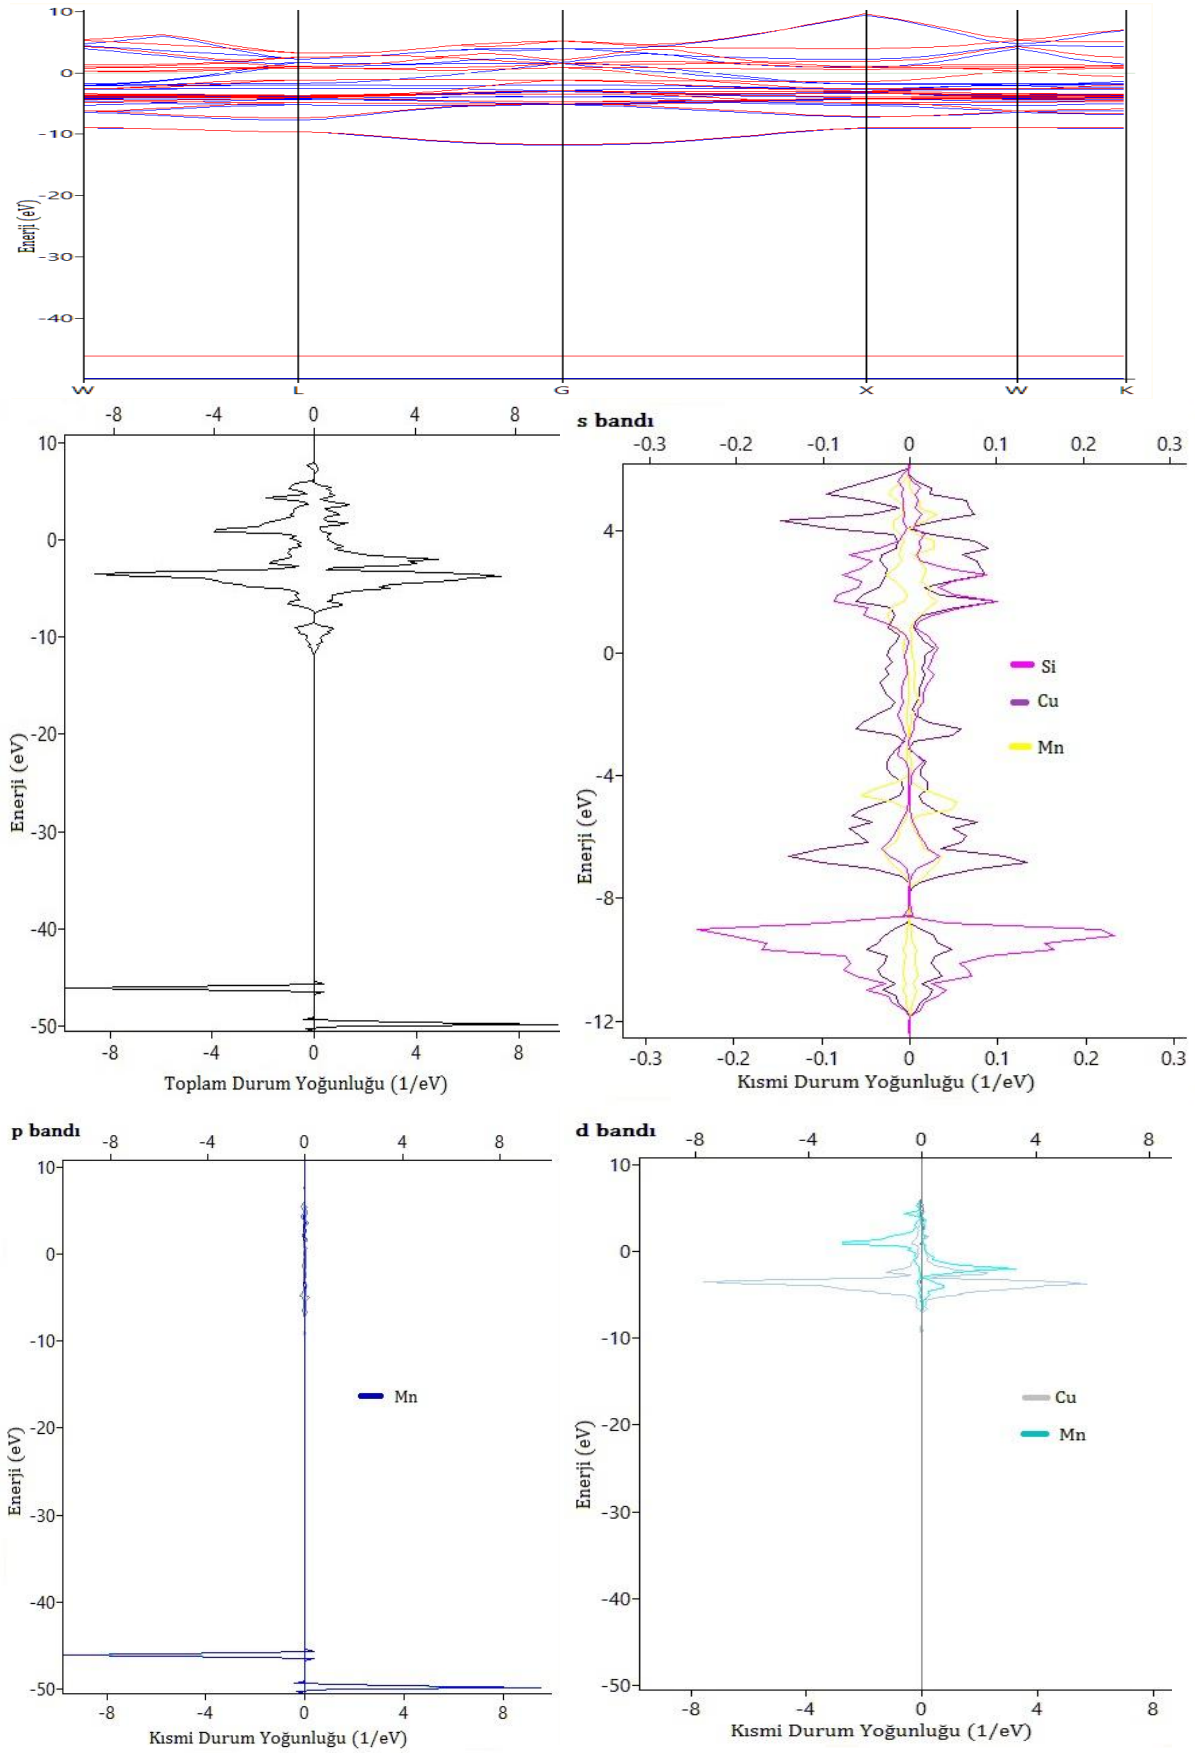 10
0
-10
-20
-30
-40
Enerji (eV)
W L G X W K
-8 -4 0 4 8
10
0
-10
-20
-30
-40
-50
Enerji (eV)
-8 -4 0 4 8
Toplam Durum Yoğunluğu (1/eV)
s bandı
-0.3 -0.2 -0.1 0 0.1 0.2 0.3
4
0
-4
-8
-12
Enerji (eV)
Si
Cu
Mn
-0.3 -0.2 -0.1 0 0.1 0.2 0.3
Kısmi Durum Yoğunluğu (1/eV)
p bandı
-8 -4 0 4 8
10
0
-10
-20
-30
-40
-50
Enerji (eV)
Mn
-8 -4 0 4 8
Kısmi Durum Yoğunluğu (1/eV)
d bandı
-8 -4 0 4 8
10
0
-10
-20
-30
-40
-50
Enerji (eV)
Cu
Mn
-8 -4 0 4 8
Kısmi Durum Yoğunluğu (1/eV)